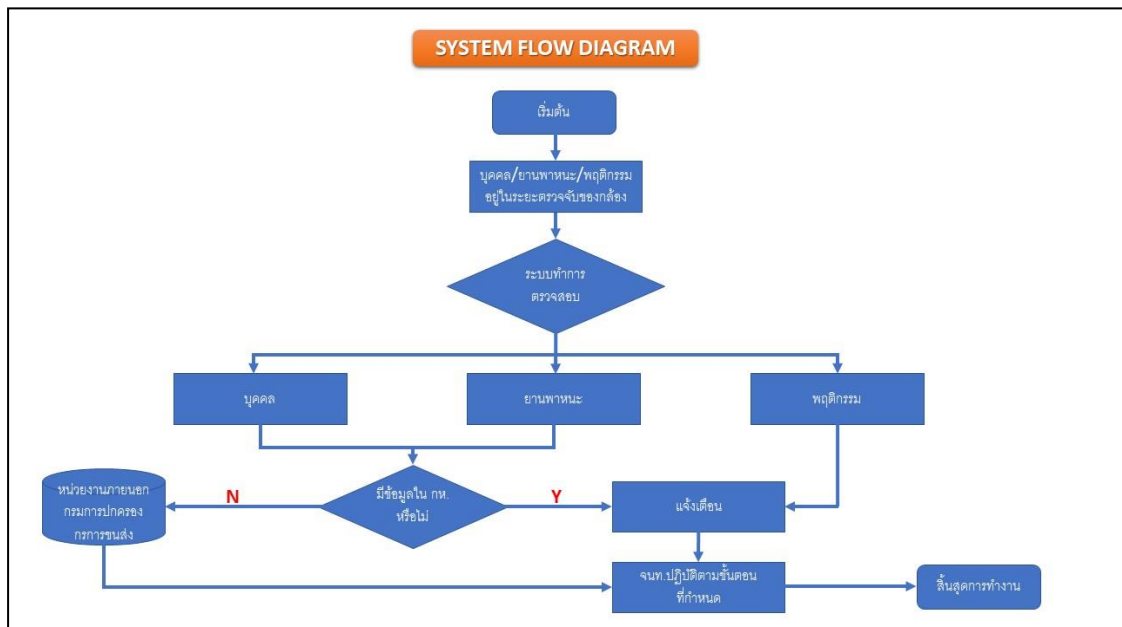 SYSTEM FLOW DIAGRAM
เริ่มต้น
บุคคล/ยานพาหนะ/พฤติกรรม
อยู่ในระยะตรวจจับของกล้อง
ระบบทำการ
ตรวจสอบ
บุคคล
ยานพาหนะ
พฤติกรรม
หน่วยงานภายนอก
กรมการปกครอง
กรการขนส่ง
N
มีข้อมูลใน กห.
หรือไม่
Y
แจ้งเตือน
จนท.ปฏิบัติตามขั้นตอน
ที่กำหนด
สิ้นสุดการทำงาน